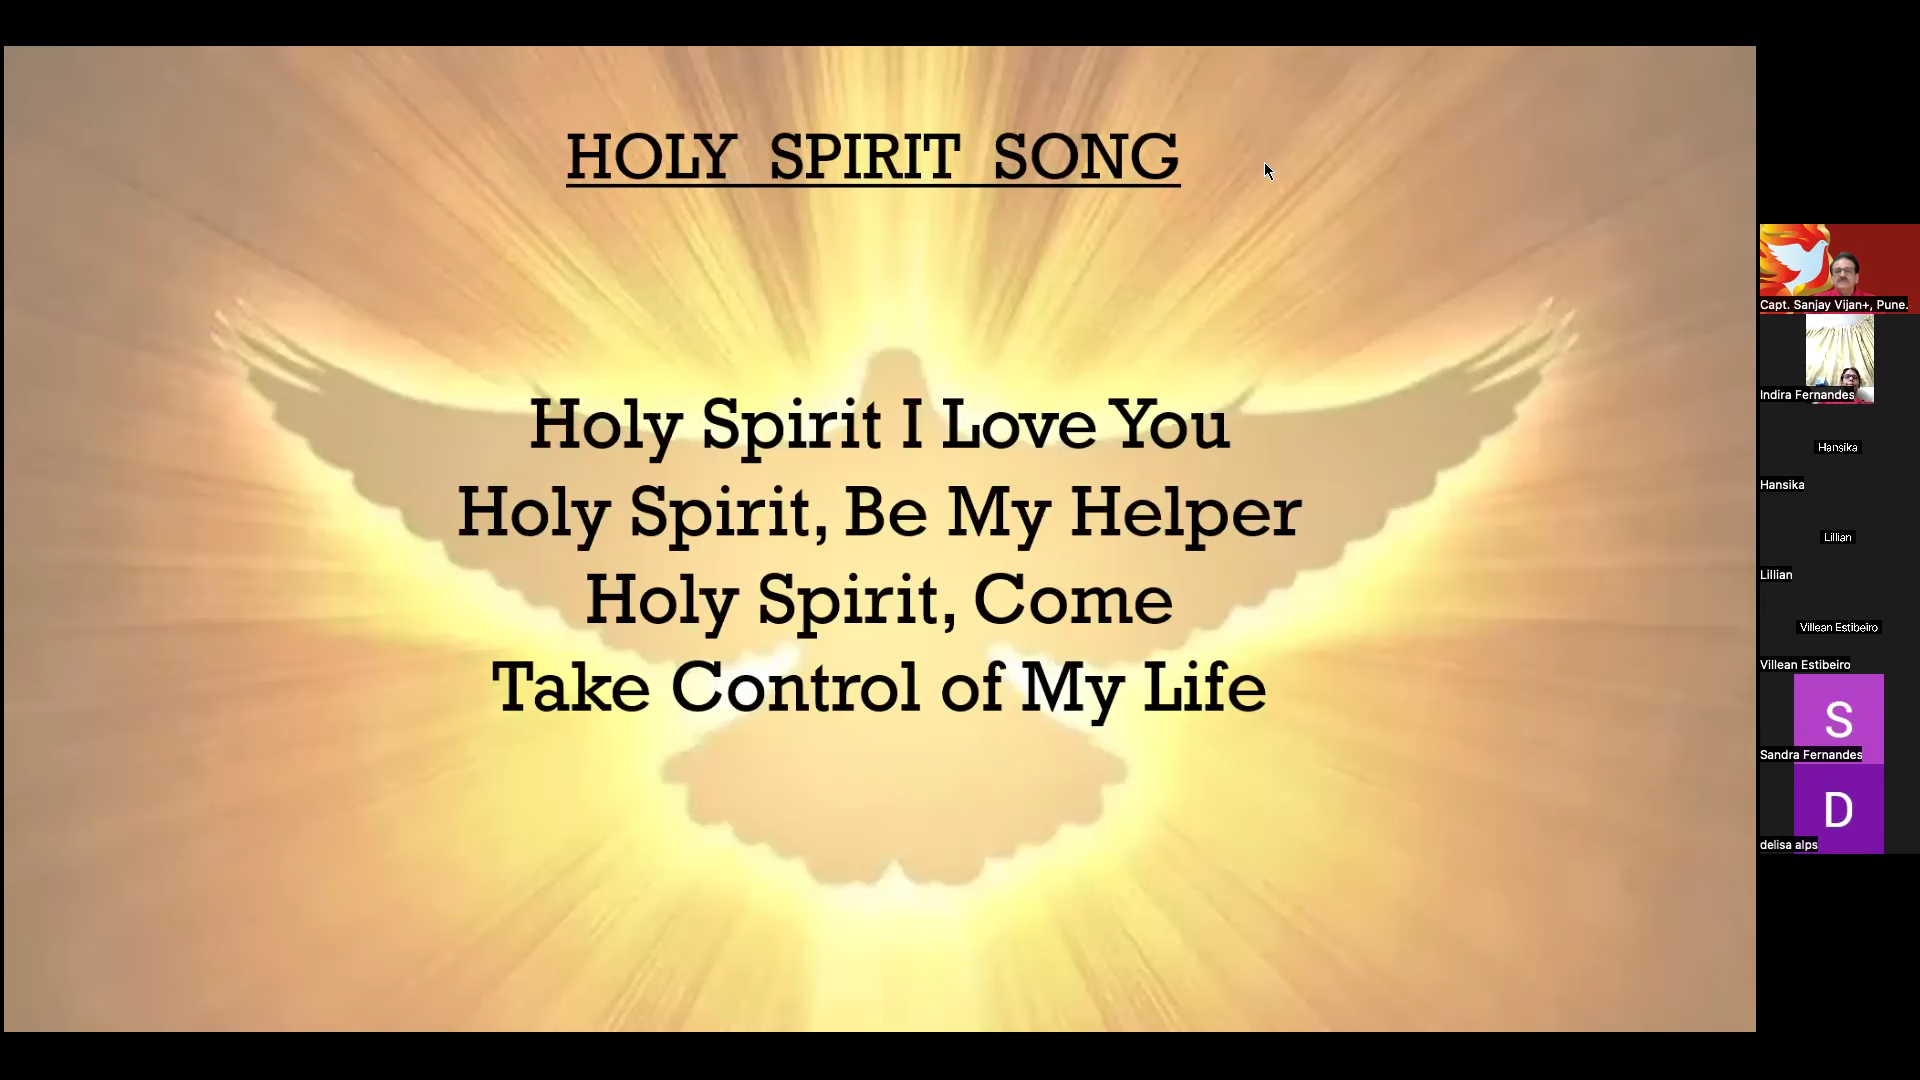 HOLY SPIRIT SONG
Holy Spirit I Love You
Holy Spirit, Be My Helper
Holy Spirit, Come
Take Control of My Life
Capt. Sanjay Vijan+, Pune.
Indira Fernandes
Hansika
Hansika
Lillian
Lillian
Villean Estibeiro
Villean Estibeiro
S
Sandra Fernandes
D
delisa alps